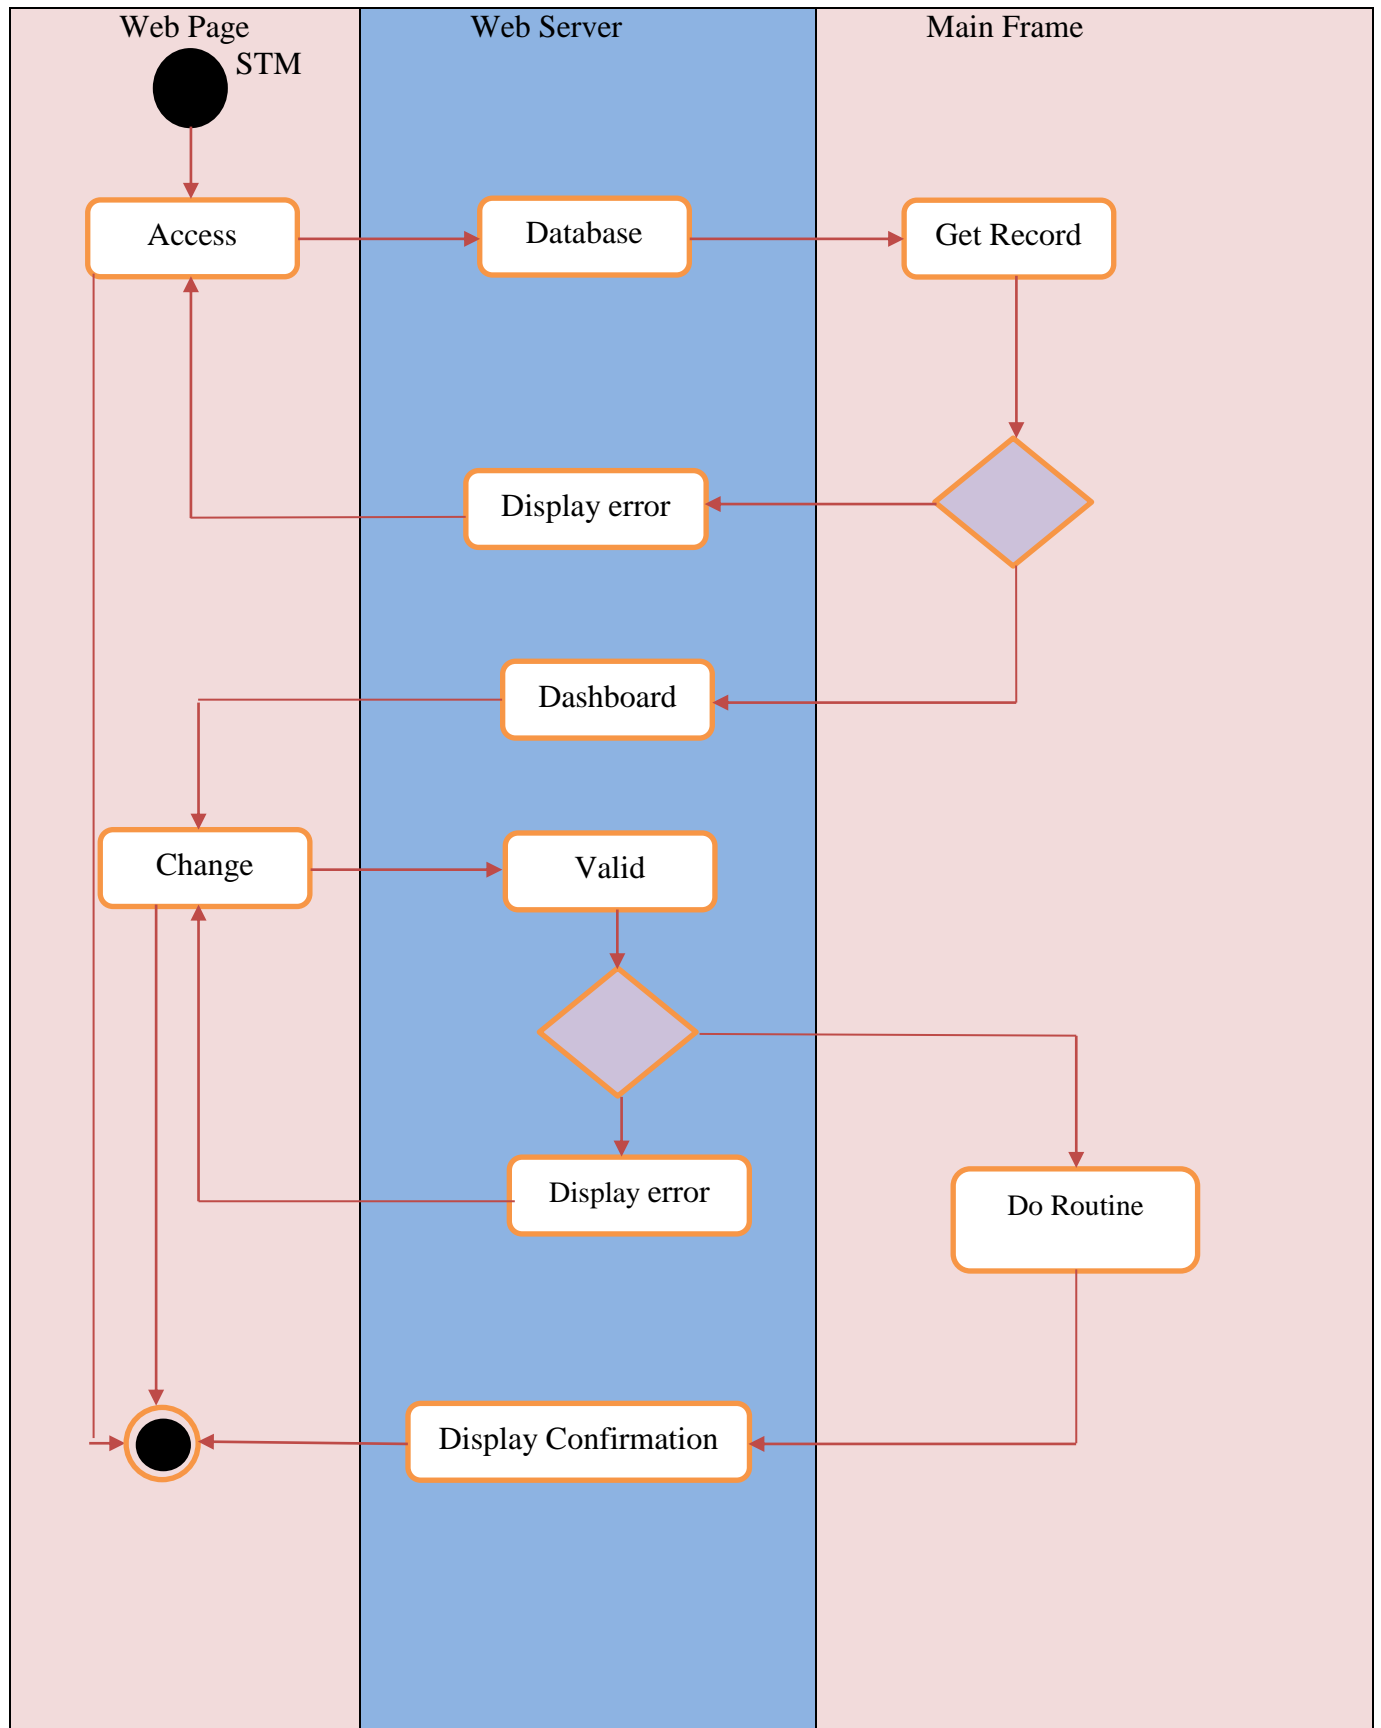 Web Page
Web Server
Main Frame
STM
Access
Database
Get Record
Display error
Dashboard
Change
Valid
Display error
Do Routine
Display Confirmation